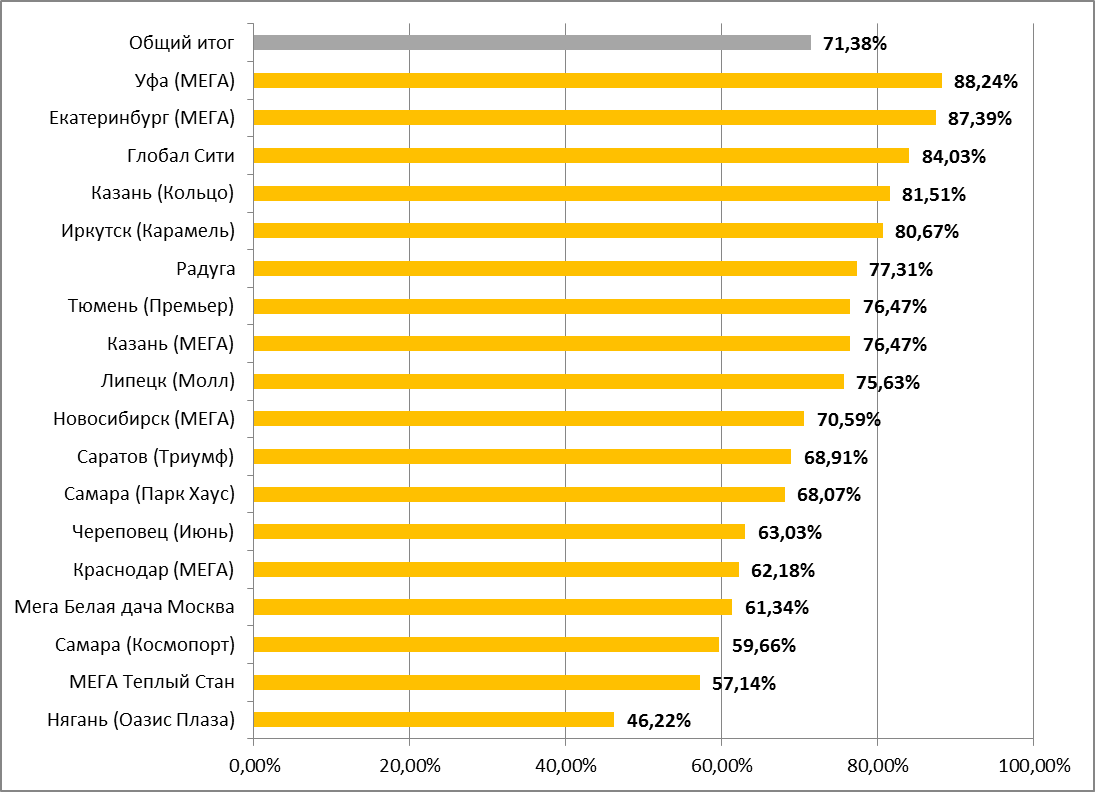 Общий итог 71,38%
Уфа (МЕГА) 88,24%
Екатеринбург (МЕГА) 87,39%
Глобал Сити 84,03%
Казань (Кольцо) 81,51%
Иркутск (Карамель) 80,67%
Радуга 77,31%
Тюмень (Премьер) 76,47%
Казань (МЕГА) 76,47%
Липецк (Молл) 75,63%
Новосибирск (МЕГА) 70,59%
Саратов (Триумф) 68,91%
Самара (Парк Хаус) 68,07%
Череповец (Июнь) 63,03%
Краснодар (МЕГА) 62,18%
Мега Белая дача Москва 61,34%
Самара (Космопорт) 59,66%
МЕГА Теплый Стан 57,14%
Нягань (Оазис Плаза) 46,22%
0,00% 20,00% 40,00% 60,00% 80,00% 100,00%